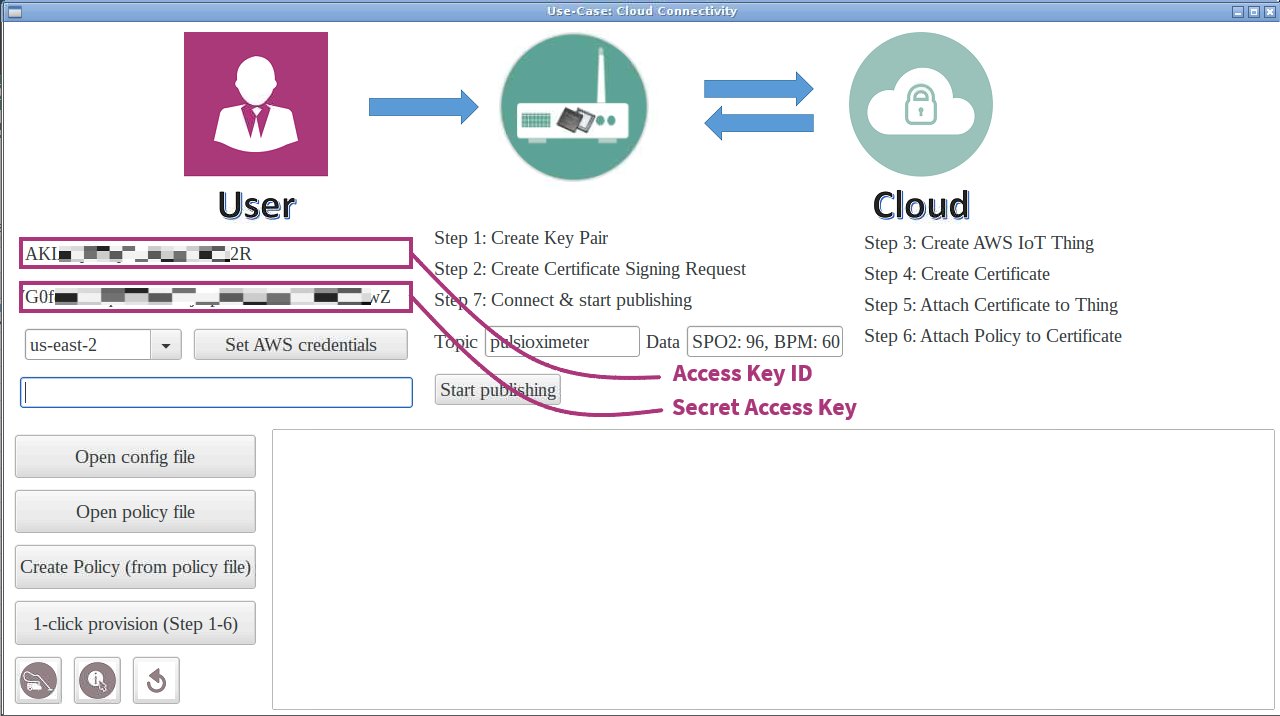 Use-Case: Cloud Connectivity
User
Cloud
2R
wZ
us-east-2
Set AWS credentials
Step 1: Create Key Pair
Step 2: Create Certificate Signing Request
Step 7: Connect & start publishing
Topic pulsioximeter Data SPO2: 96, BPM: 60
Start publishing
Step 3: Create AWS IoT Thing
Step 4: Create Certificate
Step 5: Attach Certificate to Thing
Step 6: Attach Policy to Certificate
Access Key ID
Secret Access Key
Open config file
Open policy file
Create Policy (from policy file)
1-click provision (Step 1-6)